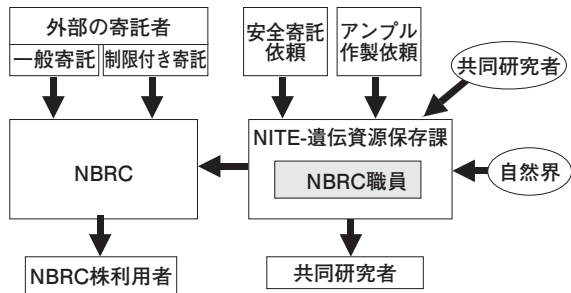 外部の寄託者
一般寄託
制限付き寄託
安全寄託
依頼
アンプル
作製依頼
共同研究者
NBRC
NITE-遺伝資源保存課
NBRC職員
自然界
NBRC株利用者
共同研究者